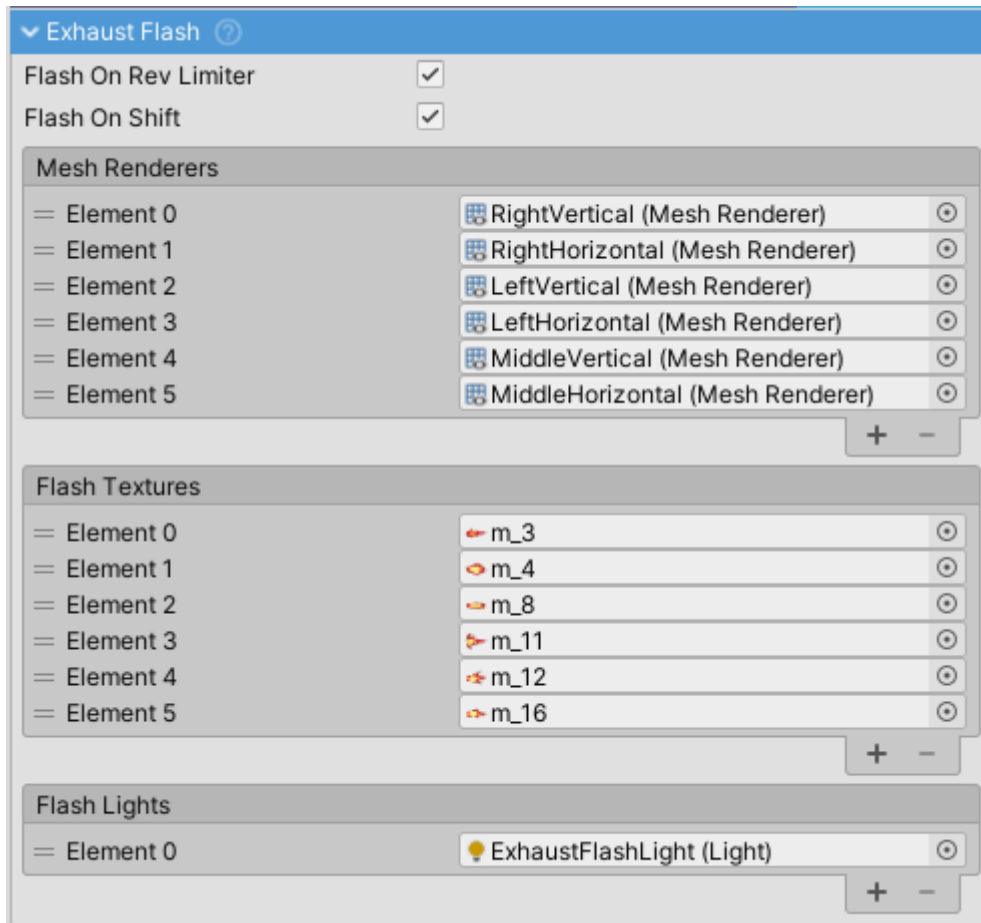 Exhaust Flash
Flash On Rev Limiter
Flash On Shift
Mesh Renderers
Element 0 RightVertical (Mesh Renderer)
Element 1 RightHorizontal (Mesh Renderer)
Element 2 LeftVertical (Mesh Renderer)
Element 3 LeftHorizontal (Mesh Renderer)
Element 4 MiddleVertical (Mesh Renderer)
Element 5 MiddleHorizontal (Mesh Renderer)
Flash Textures
Element 0 m_3
Element 1 m_4
Element 2 m_8
Element 3 m_11
Element 4 m_12
Element 5 m_16
Flash Lights
Element 0 ExhaustFlashLight (Light)